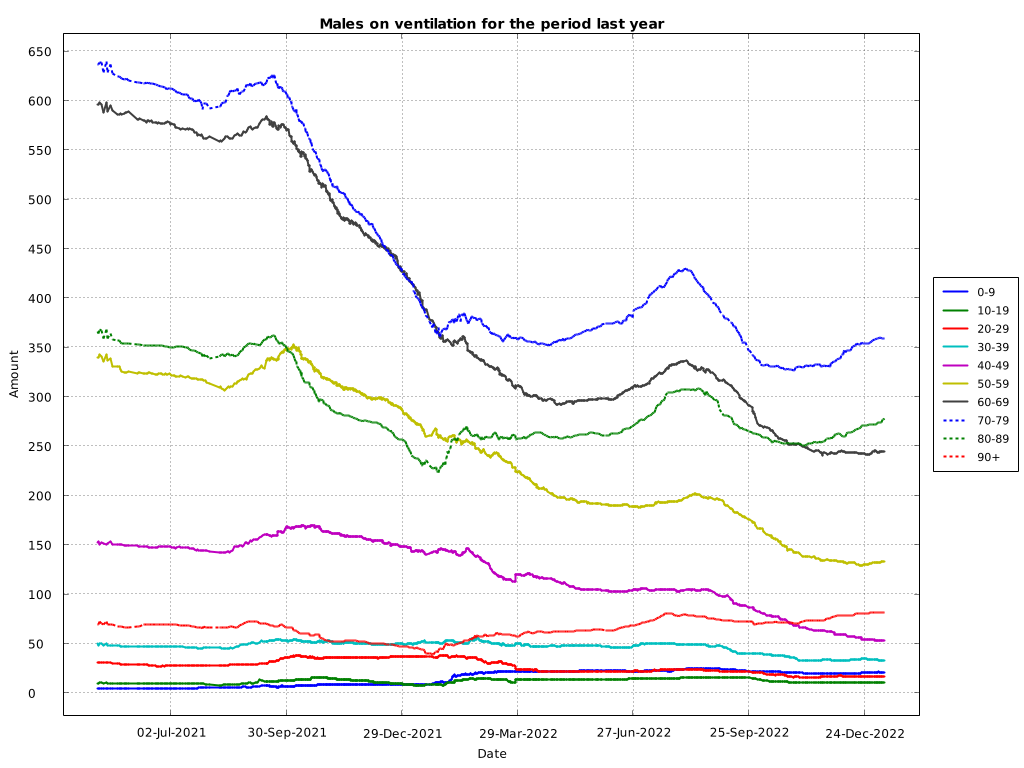 Males on ventilation for the period last year
650
600
550
500
450
400
350
300
250
200
150
100
50
0
Amount
02-Jul-2021
30-Sep-2021
29-Dec-2021
29-Mar-2022
27-Jun-2022
25-Sep-2022
24-Dec-2022
Date
0-9
10-19
20-29
30-39
40-49
50-59
60-69
70-79
80-89
90+